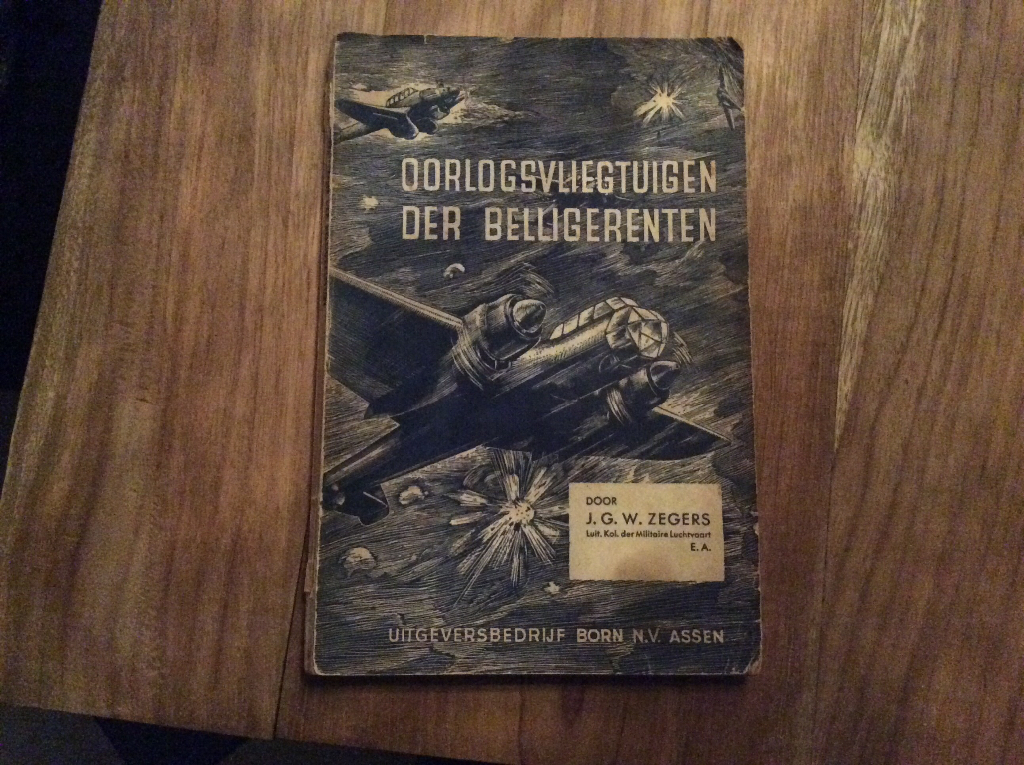 OORLOGSVLIEGTUIGEN
DER BELLIGERENTEN
DOOR
J. G. W. ZEGERS
Luit. Kol. der Militaire Luchtvaart
E. A.
UITGEVERSBEDRIJF BORN N.V. ASSEN